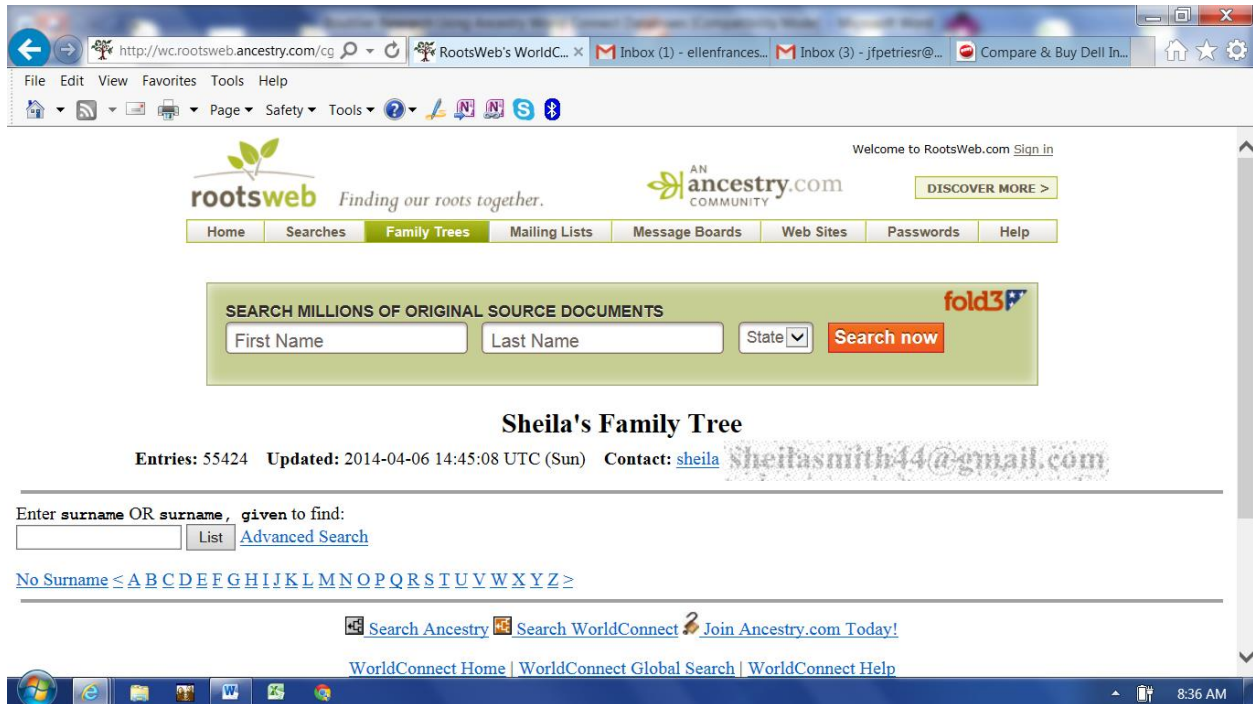 http://wc.rootsweb.ancestry.com/cg
RootsWeb's WorldC...
Inbox (1) - ellenfrances...
Inbox (3) - jfpetriesr@...
Compare & Buy Dell In...
File Edit View Favorites Tools Help
Page Safety Tools
Welcome to RootsWeb.com Sign in
rootsweb Finding our roots together.
AN
ancestry.com
COMMUNITY
DISCOVER MORE >
Home Searches Family Trees Mailing Lists Message Boards Web Sites Passwords Help
fold3
SEARCH MILLIONS OF ORIGINAL SOURCE DOCUMENTS
First Name Last Name State Search now
Sheila's Family Tree
Entries: 55424 Updated: 2014-04-06 14:45:08 UTC (Sun) Contact: sheila sheilasmith44@gmail.com
Enter surname OR surname, given to find:
List Advanced Search
No Surname < A B C D E F G H I J K L M N O P Q R S T U V W X Y Z >
Search Ancestry Search WorldConnect Join Ancestry.com Today!
WorldConnect Home | WorldConnect Global Search | WorldConnect Help
8:36 AM